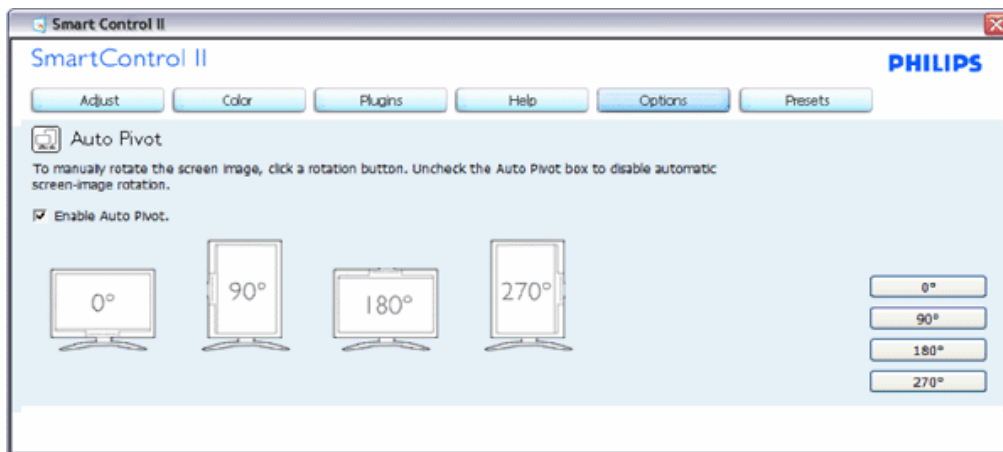 Smart Control II
SmartControl II
PHILIPS
Adjust Color Plugins Help Options Presets
Auto Pivot
To manually rotate the screen image, click a rotation button. Uncheck the Auto Pivot box to disable automatic
screen-image rotation.
Enable Auto Pivot.
0° 90° 180° 270°
0°
90°
180°
270°